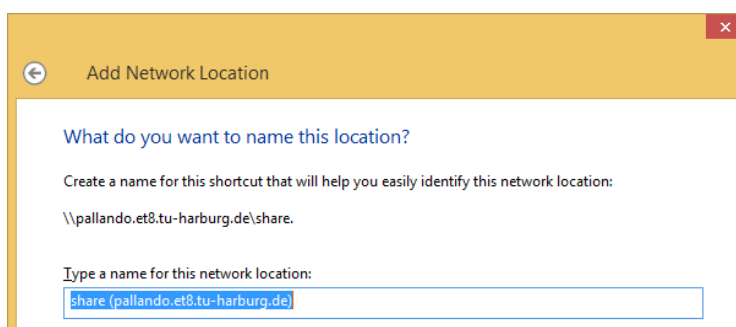 Add Network Location
What do you want to name this location?
Create a name for this shortcut that will help you easily identify this network location:
\\pallando.et8.tu-harburg.de\share.
Type a name for this network location:
share (pallando.et8.tu-harburg.de)